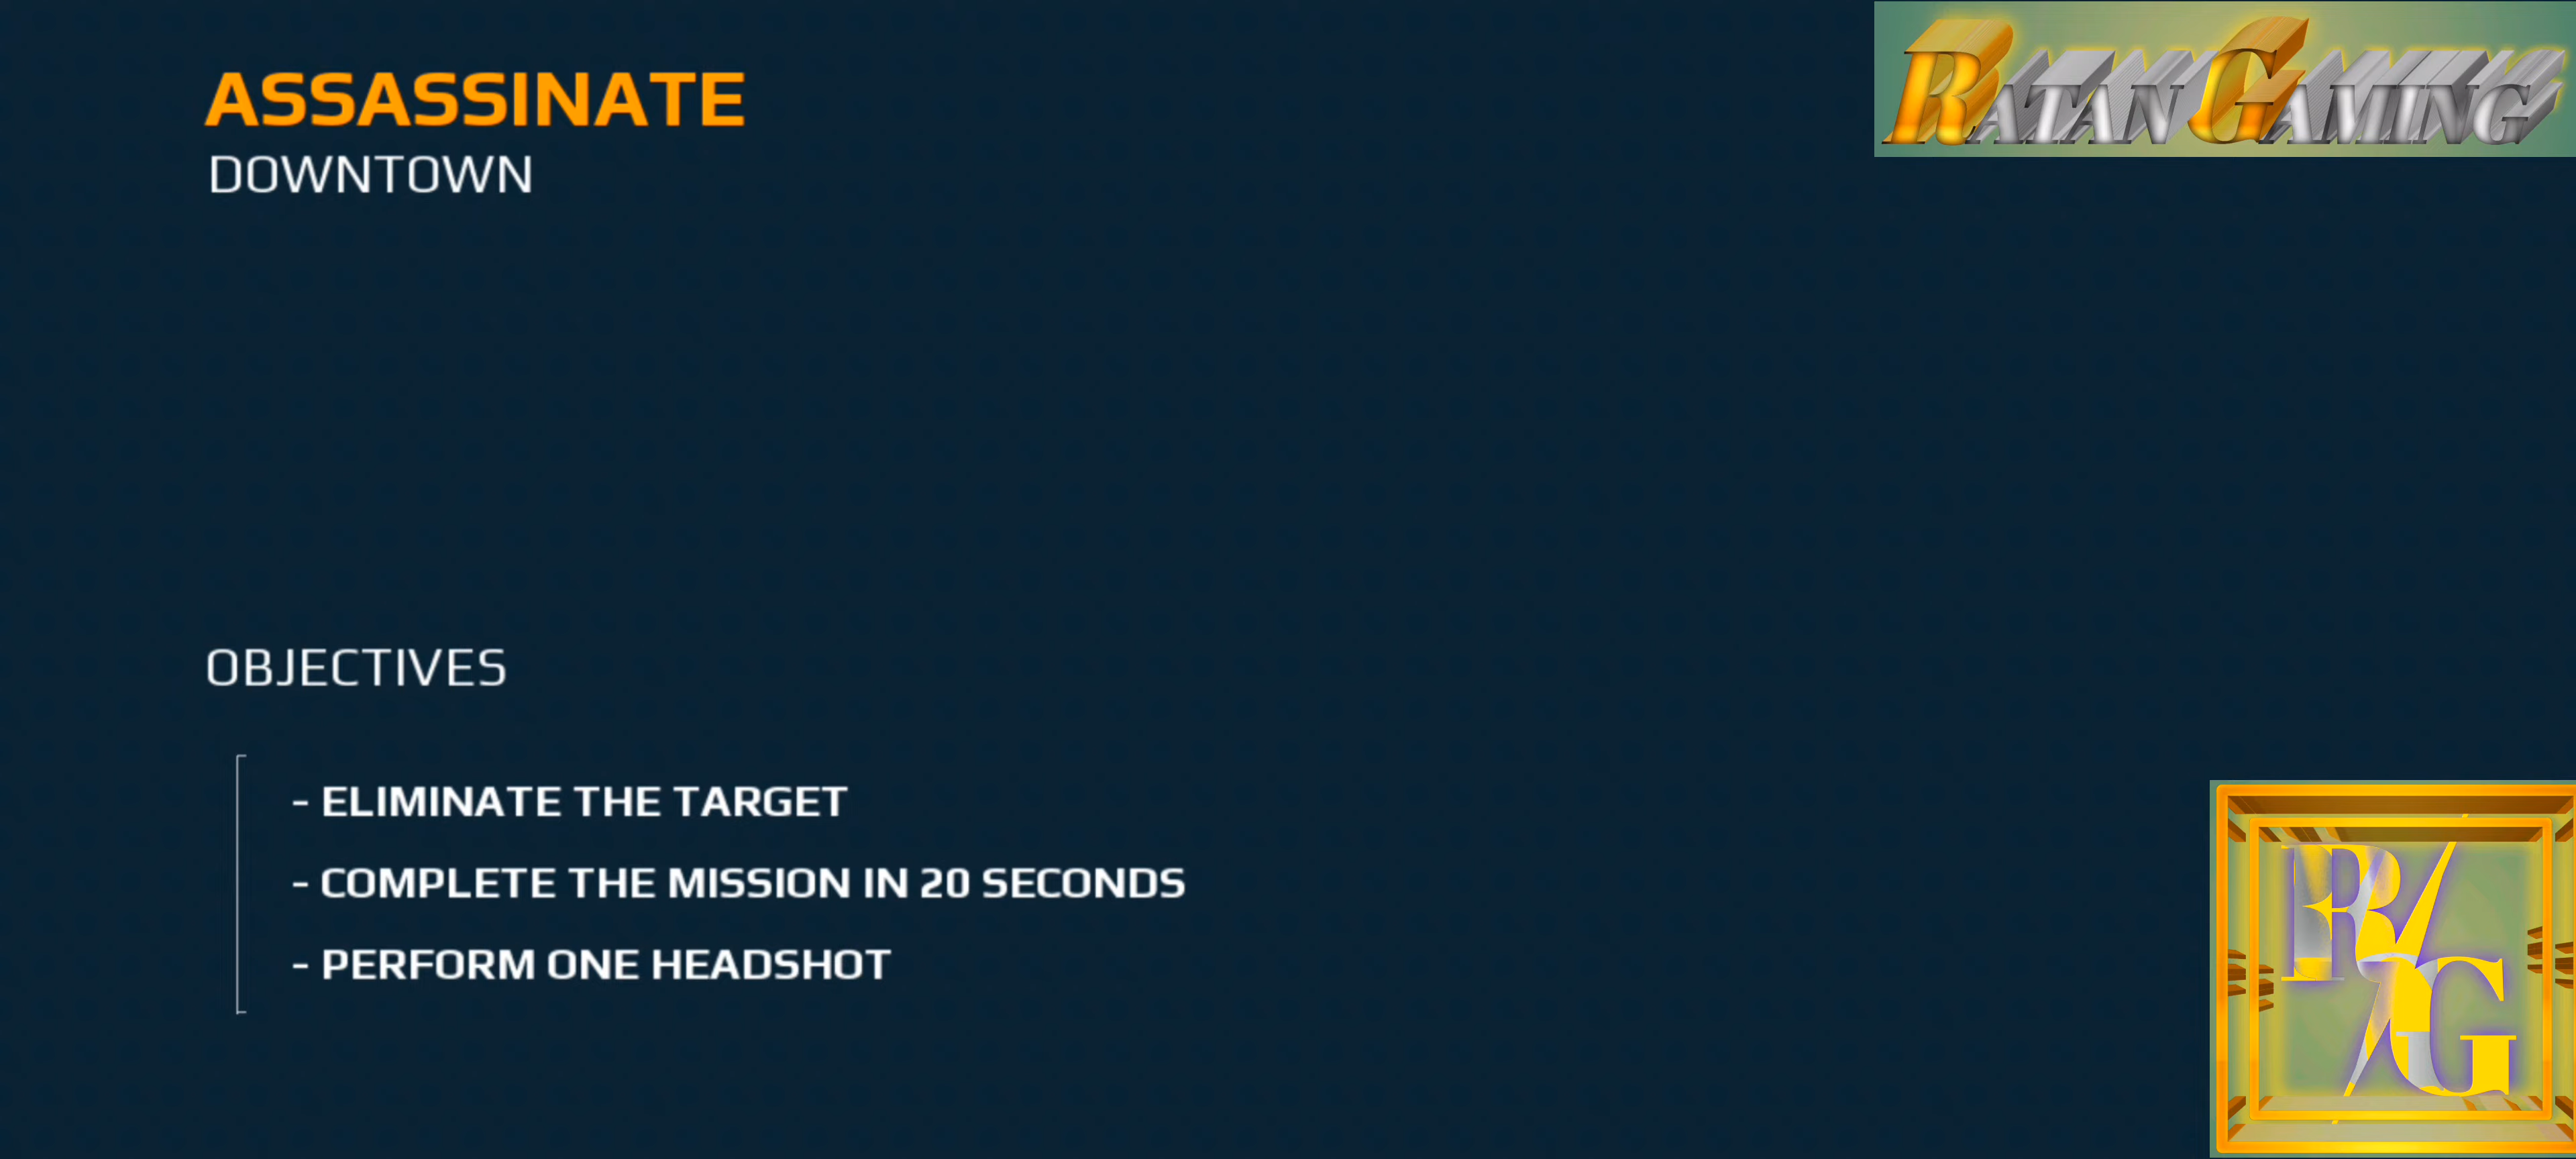 ASSASSINATE
DOWNTOWN
RATAN GAMING
OBJECTIVES
- ELIMINATE THE TARGET
- COMPLETE THE MISSION IN 20 SECONDS
- PERFORM ONE HEADSHOT
R
G